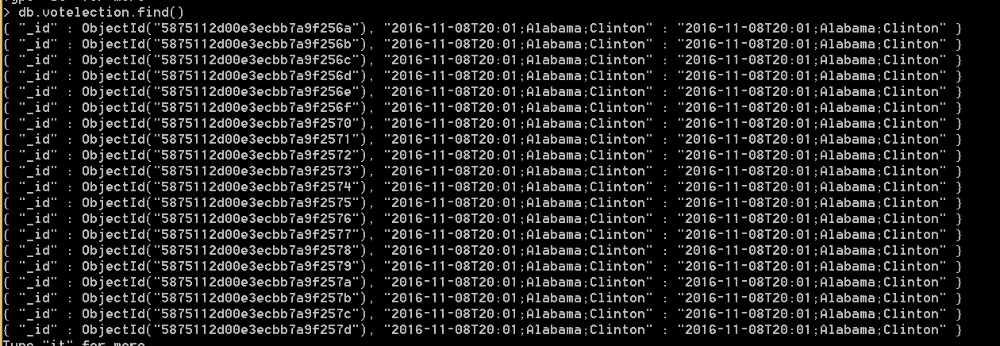 Type "it" for more
> db.votelection.find()
{ "_id" : ObjectId("5875112d00e3ecbb7a9f256a"), "2016-11-08T20:01;Alabama;Clinton" : "2016-11-08T20:01;Alabama;Clinton" }
{ "_id" : ObjectId("5875112d00e3ecbb7a9f256b"), "2016-11-08T20:01;Alabama;Clinton" : "2016-11-08T20:01;Alabama;Clinton" }
{ "_id" : ObjectId("5875112d00e3ecbb7a9f256c"), "2016-11-08T20:01;Alabama;Clinton" : "2016-11-08T20:01;Alabama;Clinton" }
{ "_id" : ObjectId("5875112d00e3ecbb7a9f256d"), "2016-11-08T20:01;Alabama;Clinton" : "2016-11-08T20:01;Alabama;Clinton" }
{ "_id" : ObjectId("5875112d00e3ecbb7a9f256e"), "2016-11-08T20:01;Alabama;Clinton" : "2016-11-08T20:01;Alabama;Clinton" }
{ "_id" : ObjectId("5875112d00e3ecbb7a9f256f"), "2016-11-08T20:01;Alabama;Clinton" : "2016-11-08T20:01;Alabama;Clinton" }
{ "_id" : ObjectId("5875112d00e3ecbb7a9f2570"), "2016-11-08T20:01;Alabama;Clinton" : "2016-11-08T20:01;Alabama;Clinton" }
{ "_id" : ObjectId("5875112d00e3ecbb7a9f2571"), "2016-11-08T20:01;Alabama;Clinton" : "2016-11-08T20:01;Alabama;Clinton" }
{ "_id" : ObjectId("5875112d00e3ecbb7a9f2572"), "2016-11-08T20:01;Alabama;Clinton" : "2016-11-08T20:01;Alabama;Clinton" }
{ "_id" : ObjectId("5875112d00e3ecbb7a9f2573"), "2016-11-08T20:01;Alabama;Clinton" : "2016-11-08T20:01;Alabama;Clinton" }
{ "_id" : ObjectId("5875112d00e3ecbb7a9f2574"), "2016-11-08T20:01;Alabama;Clinton" : "2016-11-08T20:01;Alabama;Clinton" }
{ "_id" : ObjectId("5875112d00e3ecbb7a9f2575"), "2016-11-08T20:01;Alabama;Clinton" : "2016-11-08T20:01;Alabama;Clinton" }
{ "_id" : ObjectId("5875112d00e3ecbb7a9f2576"), "2016-11-08T20:01;Alabama;Clinton" : "2016-11-08T20:01;Alabama;Clinton" }
{ "_id" : ObjectId("5875112d00e3ecbb7a9f2577"), "2016-11-08T20:01;Alabama;Clinton" : "2016-11-08T20:01;Alabama;Clinton" }
{ "_id" : ObjectId("5875112d00e3ecbb7a9f2578"), "2016-11-08T20:01;Alabama;Clinton" : "2016-11-08T20:01;Alabama;Clinton" }
{ "_id" : ObjectId("5875112d00e3ecbb7a9f2579"), "2016-11-08T20:01;Alabama;Clinton" : "2016-11-08T20:01;Alabama;Clinton" }
{ "_id" : ObjectId("5875112d00e3ecbb7a9f257a"), "2016-11-08T20:01;Alabama;Clinton" : "2016-11-08T20:01;Alabama;Clinton" }
{ "_id" : ObjectId("5875112d00e3ecbb7a9f257b"), "2016-11-08T20:01;Alabama;Clinton" : "2016-11-08T20:01;Alabama;Clinton" }
{ "_id" : ObjectId("5875112d00e3ecbb7a9f257c"), "2016-11-08T20:01;Alabama;Clinton" : "2016-11-08T20:01;Alabama;Clinton" }
{ "_id" : ObjectId("5875112d00e3ecbb7a9f257d"), "2016-11-08T20:01;Alabama;Clinton" : "2016-11-08T20:01;Alabama;Clinton" }
Type "it" for more